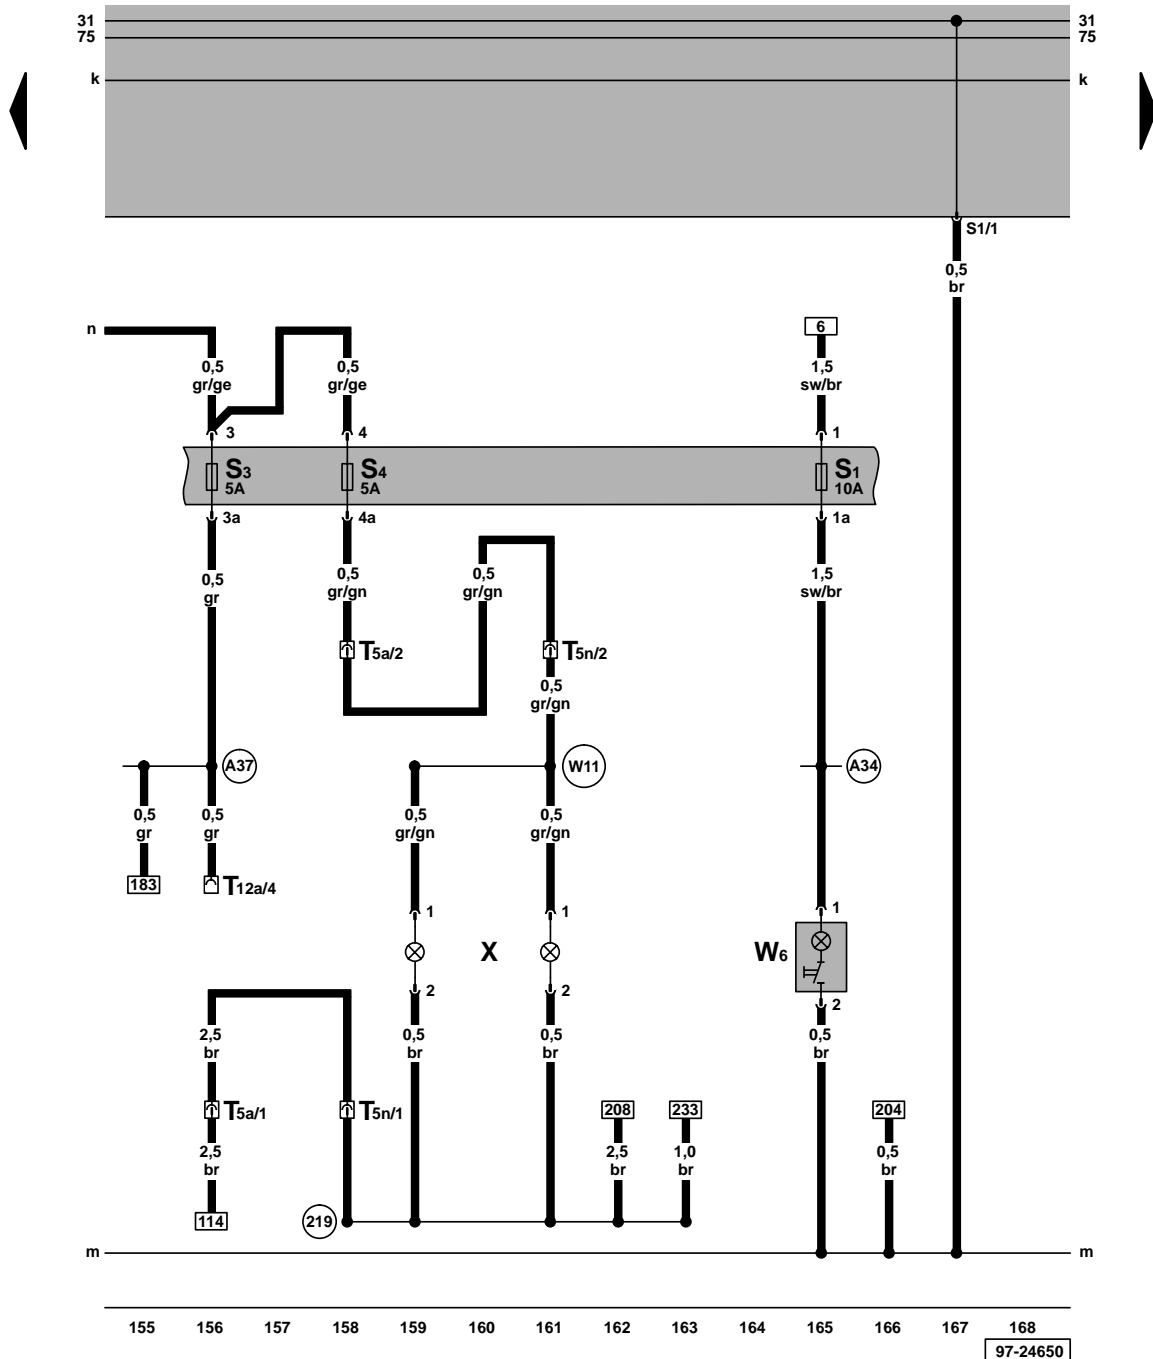 31 31
75 75
k k
S1/1
0,5
br
n
6
0,5 0,5 1,5
gr/ge gr/ge sw/br
3 4 1
S3 S4 S1
5A 5A 10A
3a 4a 1a
0,5 0,5 0,5 1,5
gr gr/gn gr/gn sw/br
T5a/2 T5n/2
0,5
gr/gn
A37 W11 A34
0,5 0,5 0,5 0,5
gr gr gr/gn gr/gn
183 T12a/4
1 1 1
X W6
2 2 2
2,5 0,5 0,5 0,5
br br br br
T5a/1 T5n/1 208 233 204
2,5 2,5 1,0 0,5
br br br br
114 219
m m
155 156 157 158 159 160 161 162 163 164 165 166 167 168
97-24650